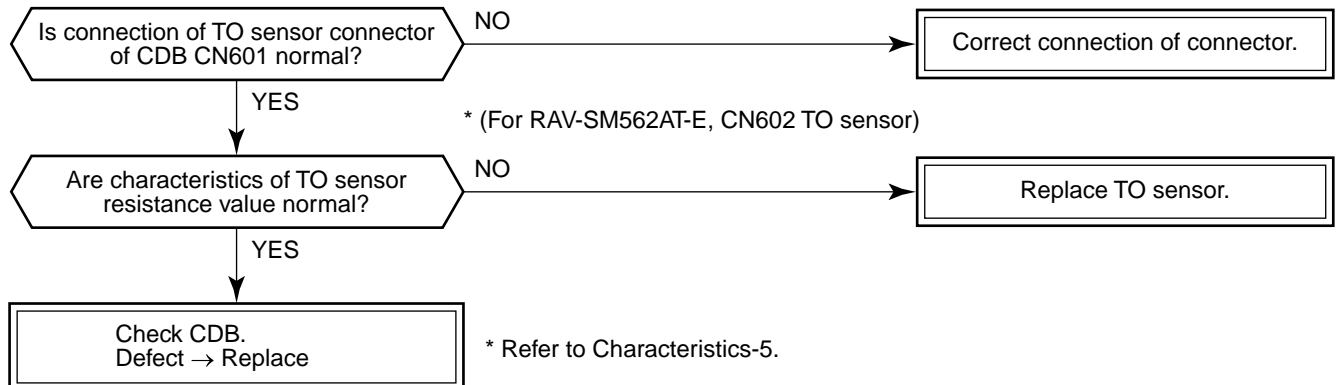 Is connection of TO sensor connector
of CDB CN601 normal?
NO
Correct connection of connector.
YES
* (For RAV-SM562AT-E, CN602 TO sensor)
Are characteristics of TO sensor
resistance value normal?
NO
Replace TO sensor.
YES
Check CDB.
Defect → Replace
* Refer to Characteristics-5.